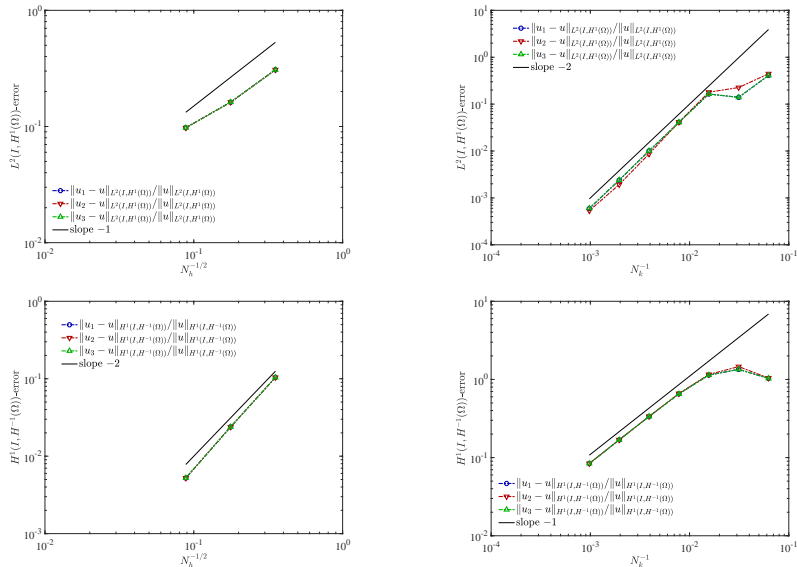 10^0
10^-1
10^-2
L^2(I, H^1(Ω))-error
‖u_1 − u‖_{L^2(I,H^1(Ω))}/‖u‖_{L^2(I,H^1(Ω))}
‖u_2 − u‖_{L^2(I,H^1(Ω))}/‖u‖_{L^2(I,H^1(Ω))}
‖u_3 − u‖_{L^2(I,H^1(Ω))}/‖u‖_{L^2(I,H^1(Ω))}
slope −1
10^-2 10^-1 10^0
N_h^{-1/2}
10^1
10^0
10^-1
10^-2
10^-3
10^-4
L^2(I, H^1(Ω))-error
‖u_1 − u‖_{L^2(I,H^1(Ω))}/‖u‖_{L^2(I,H^1(Ω))}
‖u_2 − u‖_{L^2(I,H^1(Ω))}/‖u‖_{L^2(I,H^1(Ω))}
‖u_3 − u‖_{L^2(I,H^1(Ω))}/‖u‖_{L^2(I,H^1(Ω))}
slope −2
10^-4 10^-3 10^-2 10^-1
N_k^{-1}
10^0
10^-1
10^-2
10^-3
H^1(I, H^{-1}(Ω))-error
‖u_1 − u‖_{H^1(I,H^{-1}(Ω))}/‖u‖_{H^1(I,H^{-1}(Ω))}
‖u_2 − u‖_{H^1(I,H^{-1}(Ω))}/‖u‖_{H^1(I,H^{-1}(Ω))}
‖u_3 − u‖_{H^1(I,H^{-1}(Ω))}/‖u‖_{H^1(I,H^{-1}(Ω))}
slope −2
10^-2 10^-1 10^0
N_h^{-1/2}
10^1
10^0
10^-1
10^-2
H^1(I, H^{-1}(Ω))-error
‖u_1 − u‖_{H^1(I,H^{-1}(Ω))}/‖u‖_{H^1(I,H^{-1}(Ω))}
‖u_2 − u‖_{H^1(I,H^{-1}(Ω))}/‖u‖_{H^1(I,H^{-1}(Ω))}
‖u_3 − u‖_{H^1(I,H^{-1}(Ω))}/‖u‖_{H^1(I,H^{-1}(Ω))}
slope −1
10^-4 10^-3 10^-2 10^-1
N_k^{-1}